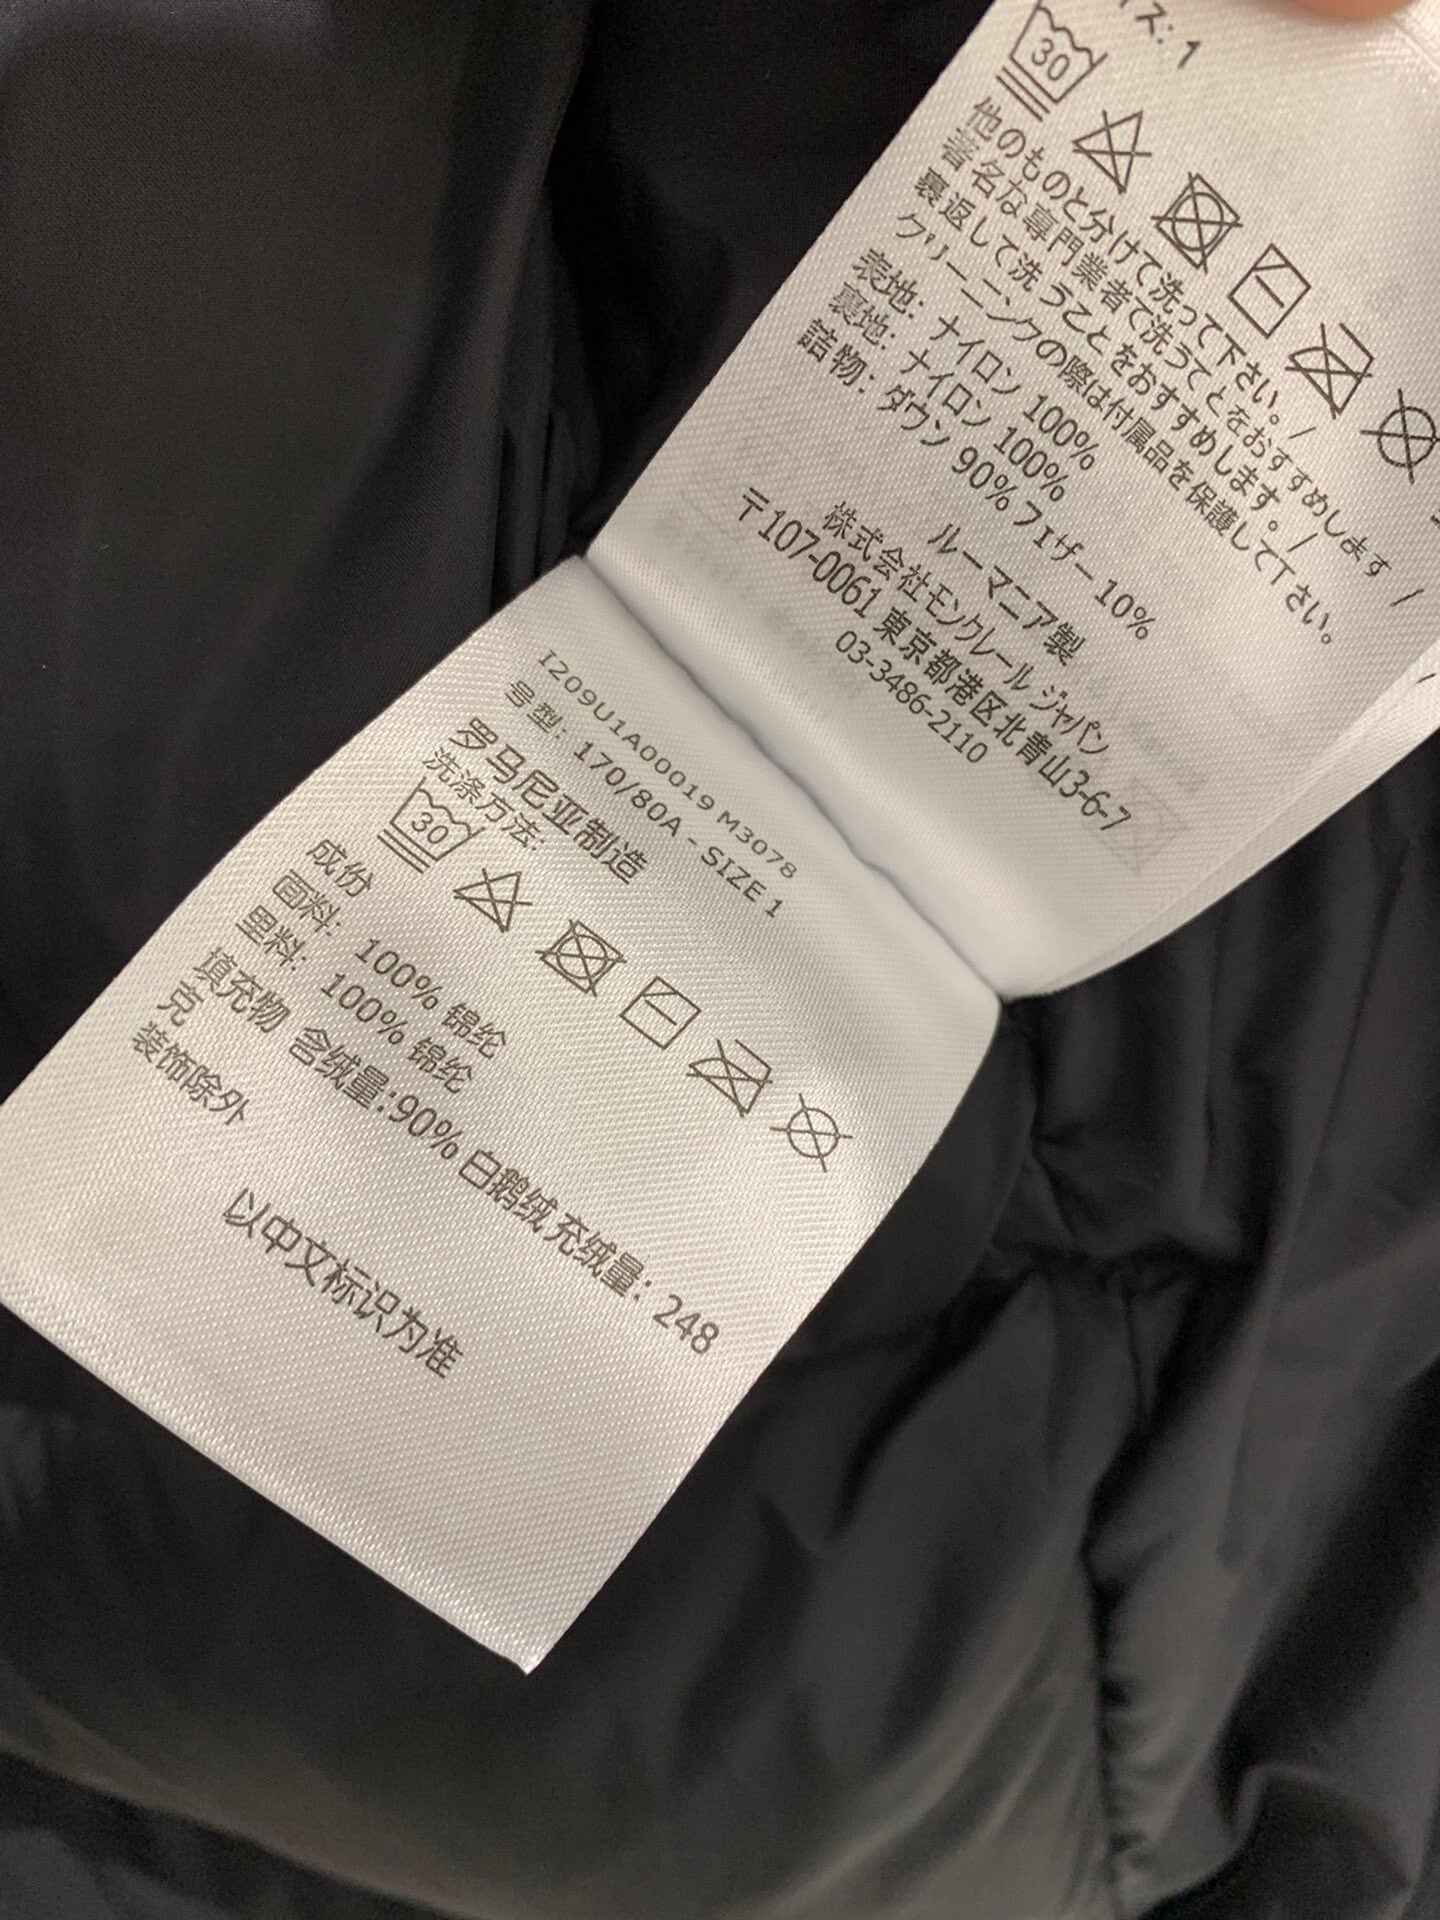 イズ: 1
30
他のものと分けて洗って下さい。/
著名な専門業者で洗うてとをおすすめします /
裏返して洗うことをおすすめします。/
クリーニンクの際は付属品を保護して下さい。
表地: ナイロン 100%
裏地: ナイロン 100%
詰物: ダウン 90%フェザー10%
ルーマニア製
株式会社モンクレール ジャパン
〒107-0061 東京都港区北青山3-6-7
03-3486-2110
I209U1A00019 M3078
号型: 170/80A - SIZE 1
罗马尼亚制造
洗涤方法:
30
成份
面料: 100% 锦纶
里料: 100% 锦纶
填充物 含绒量:90% 白鹅绒充绒量: 248
克
装饰除外
以中文标识为准